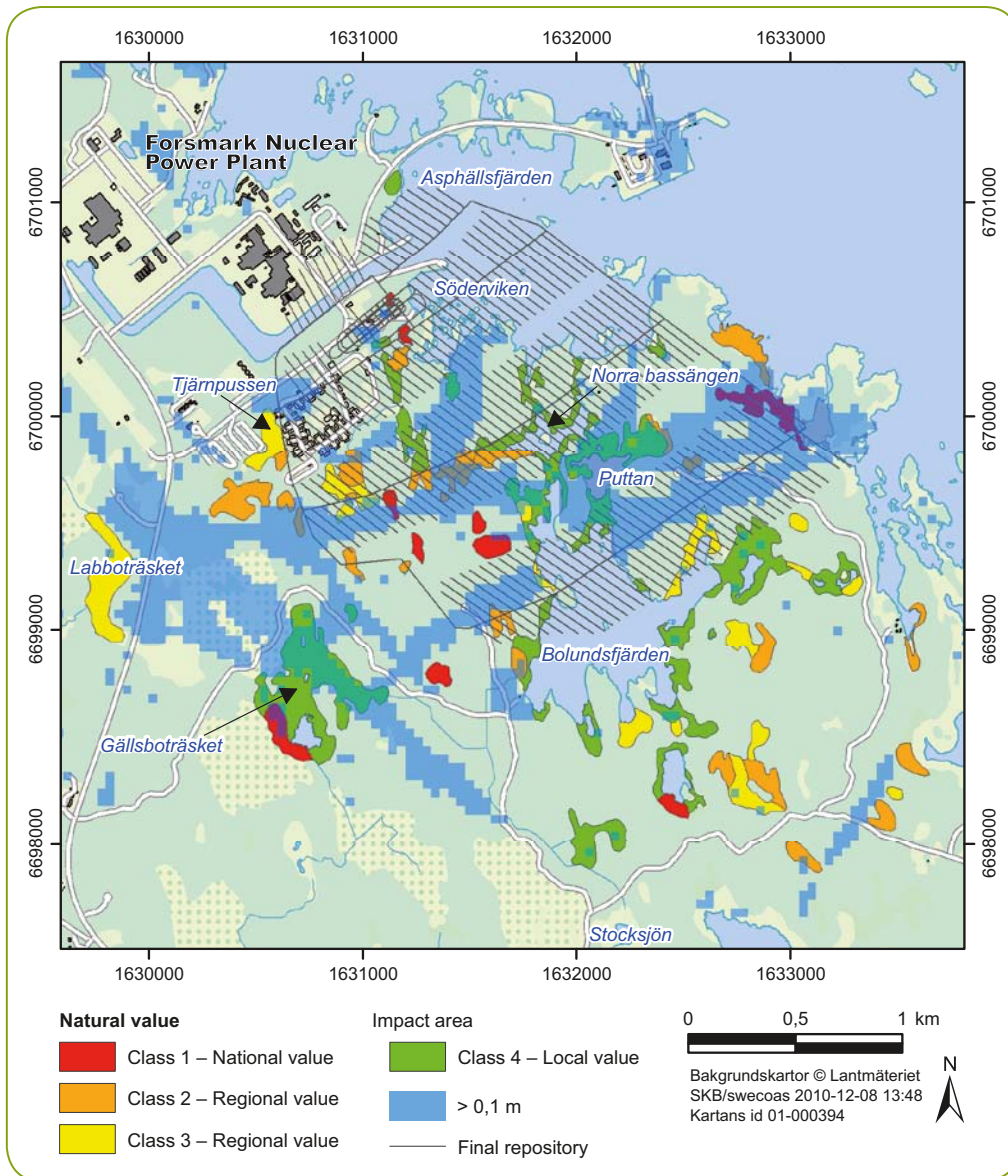 1630000 1631000 1632000 1633000
Forsmark Nuclear
Power Plant
Asphällsfjärden
6701000
6701000
Söderviken
Tjärnpussen
Norra bassängen
6700000
6700000
Puttan
Labboträsket
6699000
6699000
Bolundsfjärden
Gällsboträsket
6698000
6698000
Stocksjön
1630000 1631000 1632000 1633000
Natural value
Class 1 – National value
Class 2 – Regional value
Class 3 – Regional value
Impact area
Class 4 – Local value
> 0,1 m
Final repository
0 0,5 1 km
Bakgrundskartor © Lantmäteriet
SKB/swecoas 2010-12-08 13:48
Kartans id 01-000394
N